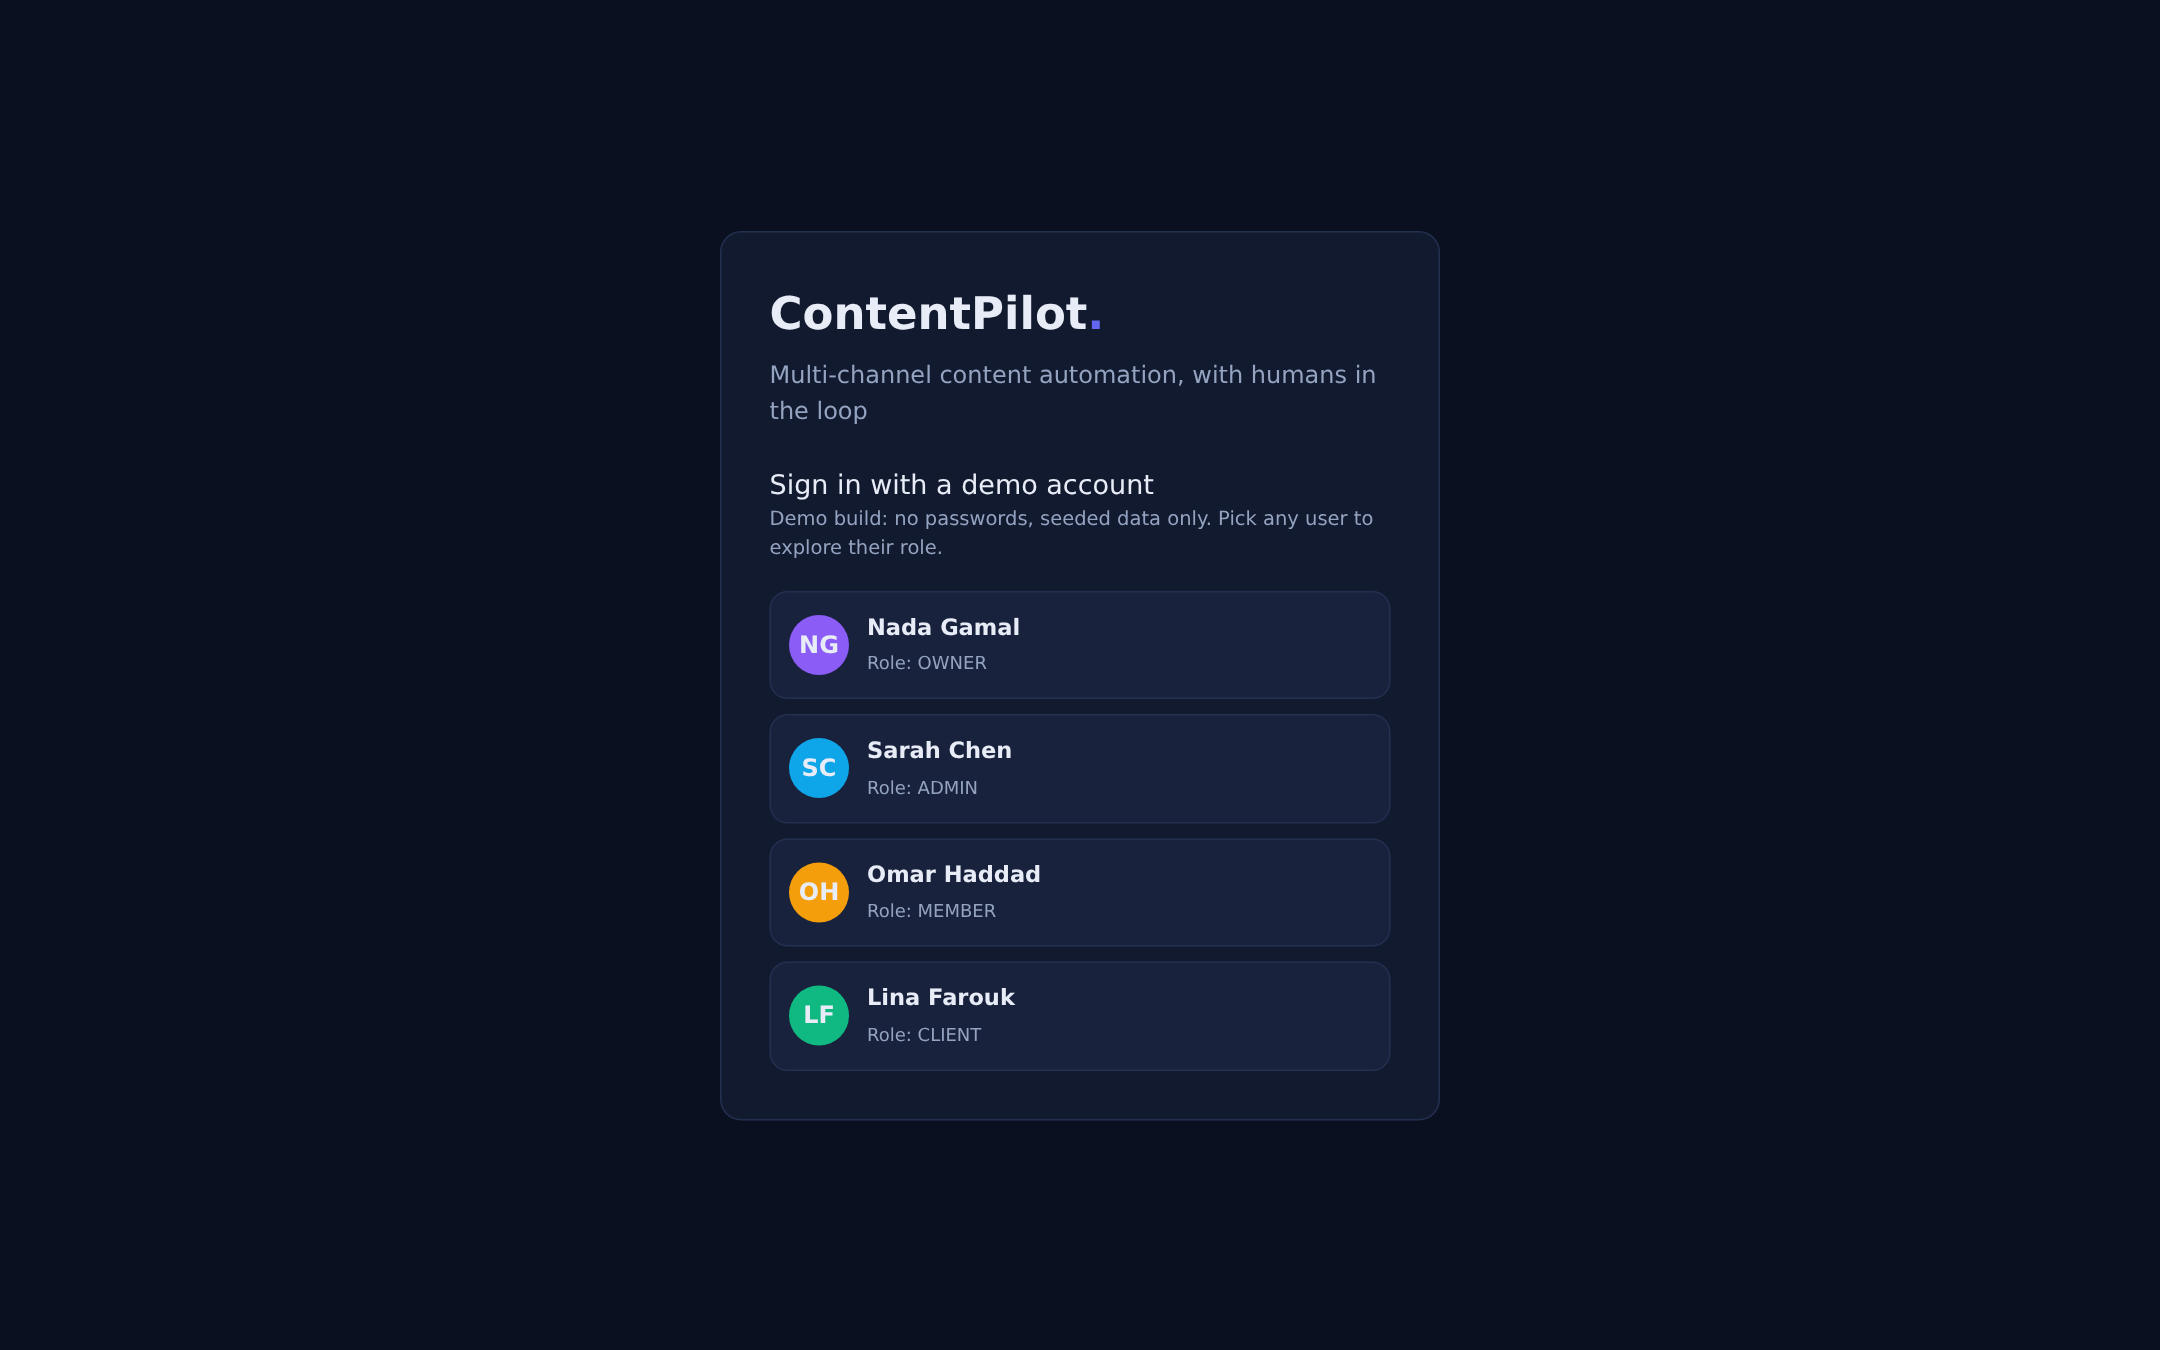 ContentPilot.
Multi-channel content automation, with humans in
the loop
Sign in with a demo account
Demo build: no passwords, seeded data only. Pick any user to
explore their role.
NG
Nada Gamal
Role: OWNER
SC
Sarah Chen
Role: ADMIN
OH
Omar Haddad
Role: MEMBER
LF
Lina Farouk
Role: CLIENT